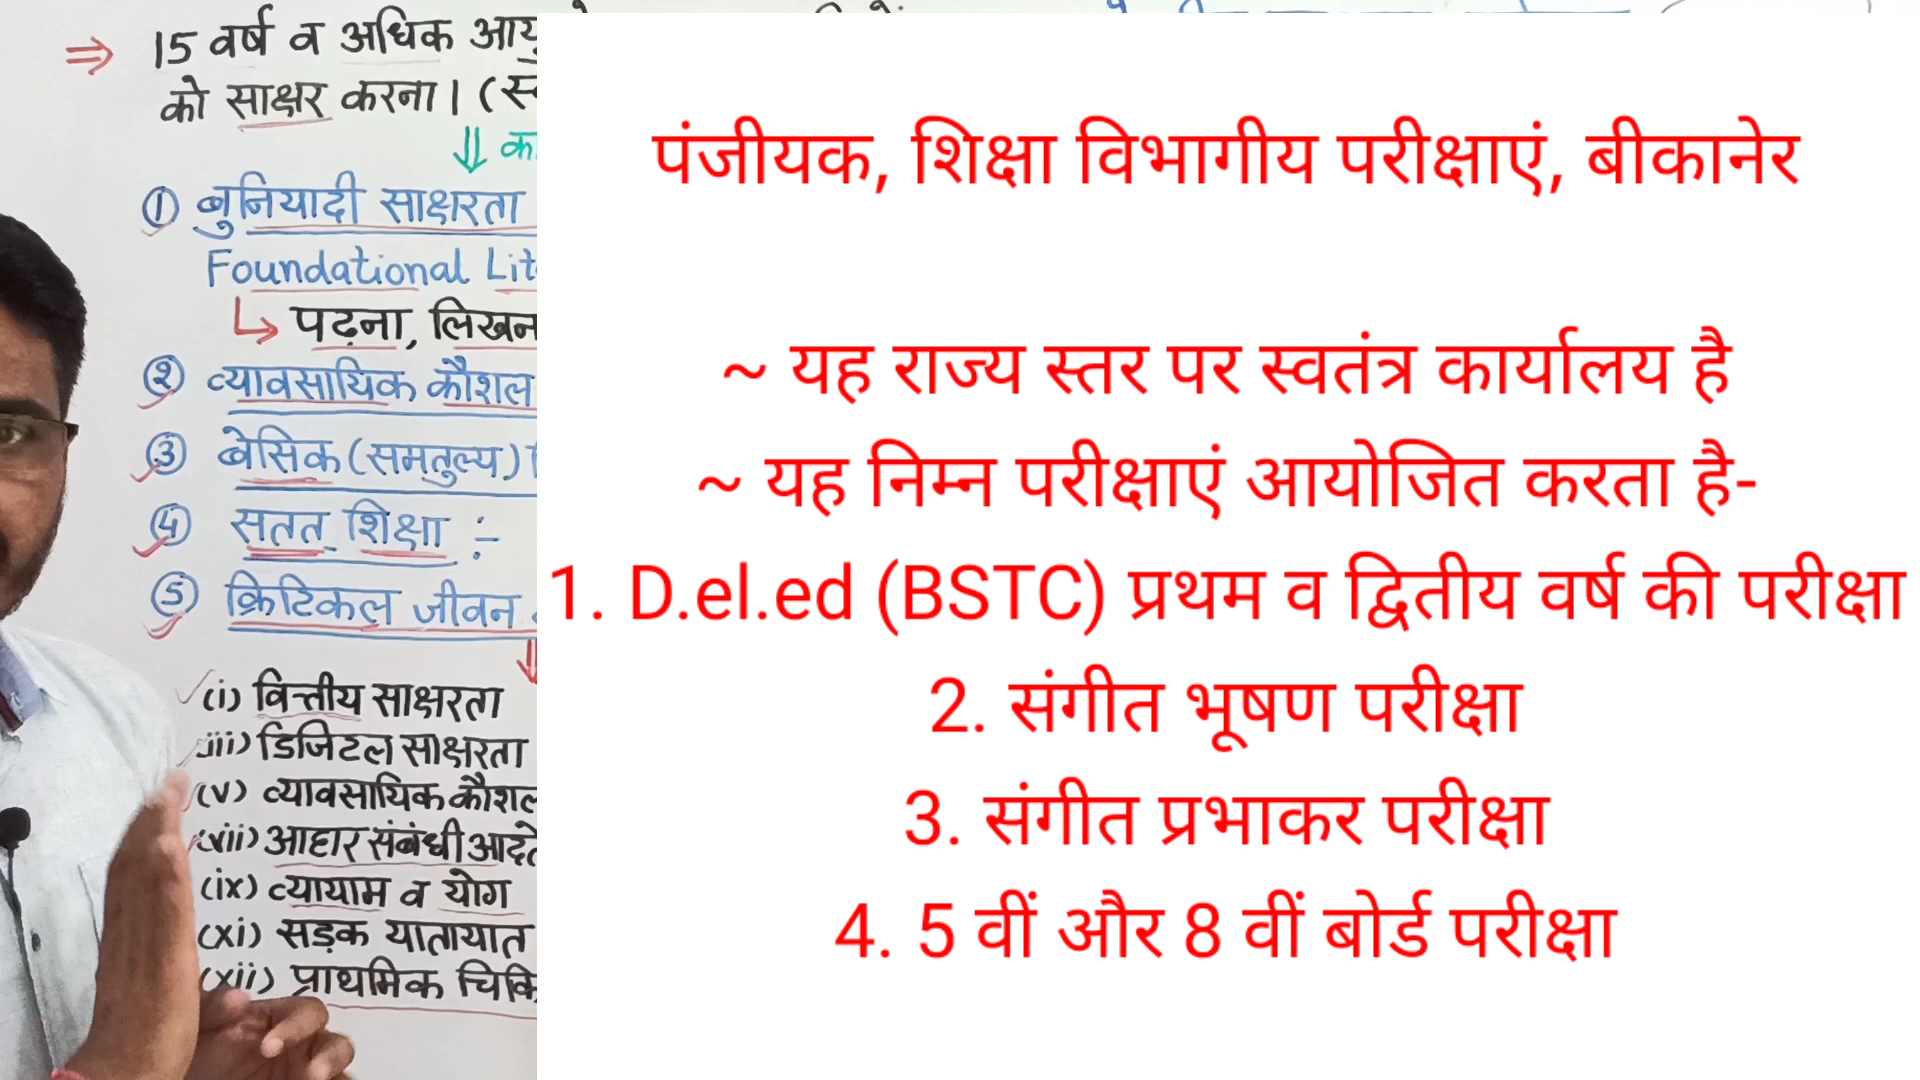 ⇒ 15 वर्ष व अधिक आयु
को साक्षर करना। (
⇓
① बुनियादी साक्षरता
Foundational
↳ पढ़ना, लिखन
② व्यावसायिक कौशल
③ बेसिक (समतुल्य)
④ सतत् शिक्षा :-
⑤ क्रिटिकल जीवन
(i) वित्तीय साक्षरता
(iii) डिजिटल साक्षरता
(v) व्यावसायिक कौशल
(vii) आहार संबंधी
(ix) व्यायाम व योग
(xi) सड़क यातायात
(xii) प्राथमिक
पंजीयक, शिक्षा विभागीय परीक्षाएं, बीकानेर
~ यह राज्य स्तर पर स्वतंत्र कार्यालय है
~ यह निम्न परीक्षाएं आयोजित करता है-
1. D.el.ed (BSTC) प्रथम व द्वितीय वर्ष की परीक्षा
2. संगीत भूषण परीक्षा
3. संगीत प्रभाकर परीक्षा
4. 5 वीं और 8 वीं बोर्ड परीक्षा